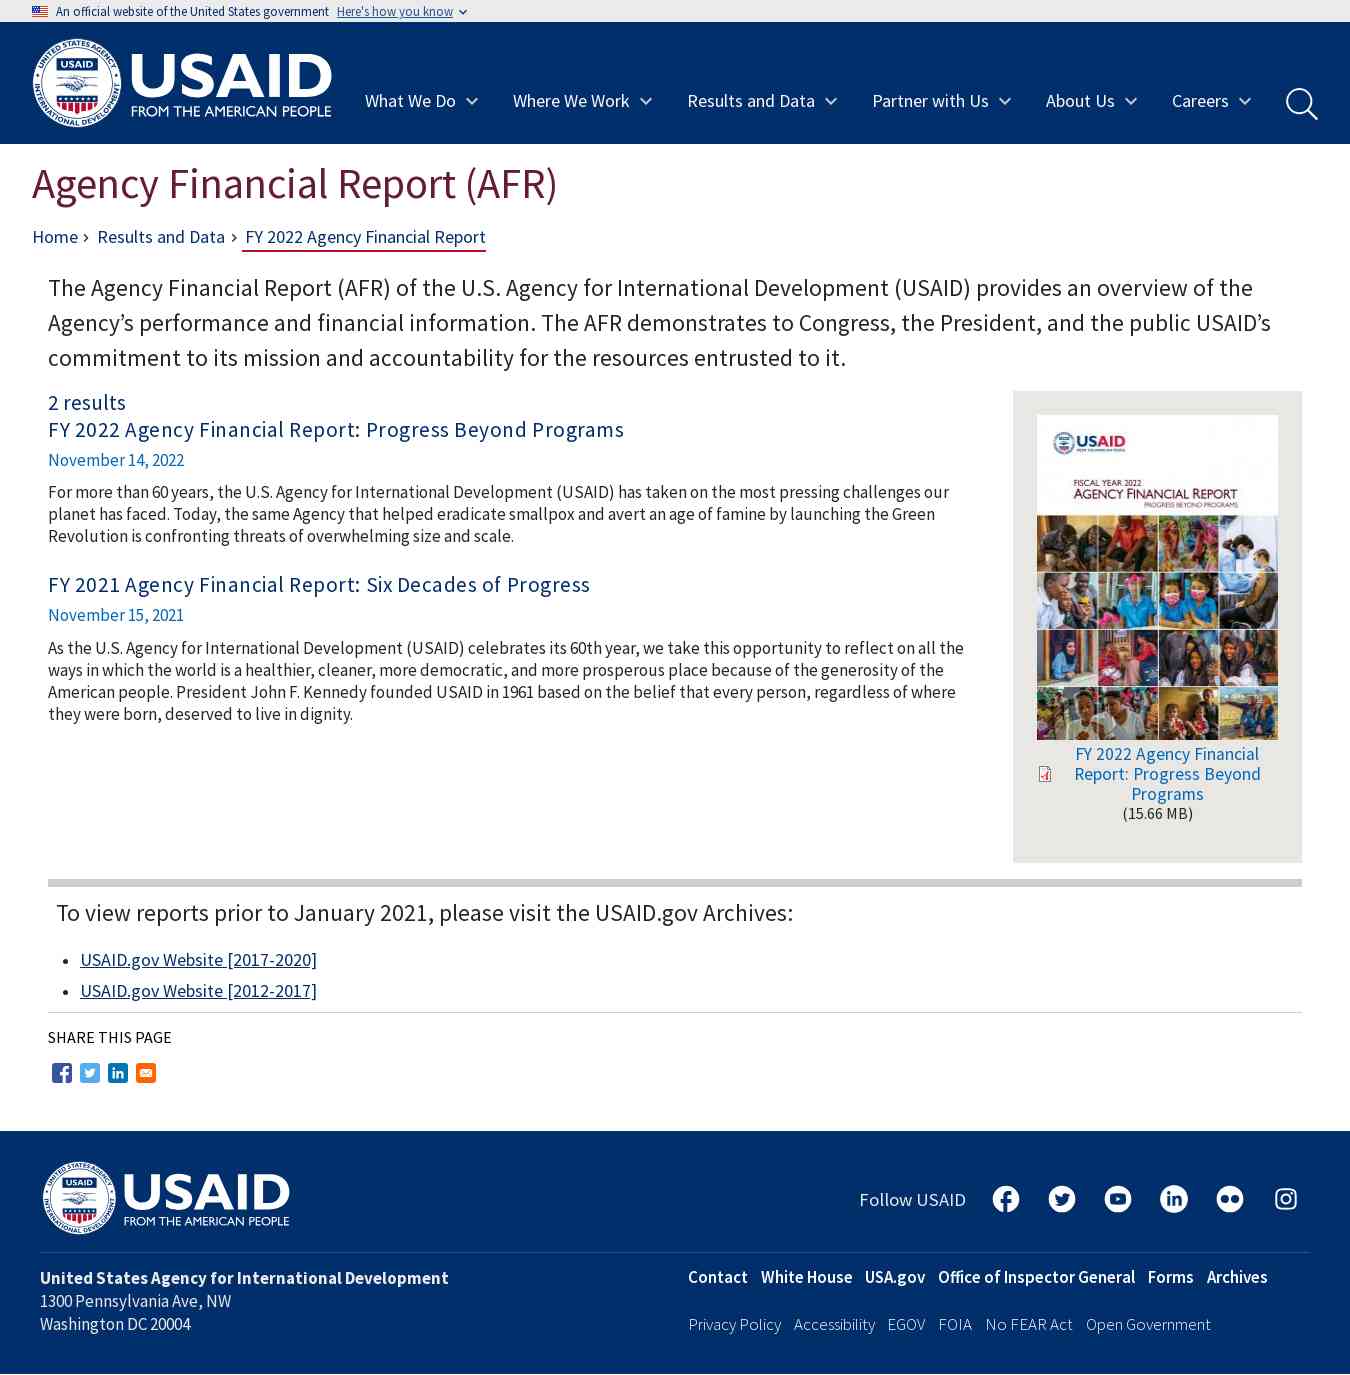 An official website of the United States government Here's how you know
USAID
FROM THE AMERICAN PEOPLE
What We Do
Where We Work
Results and Data
Partner with Us
About Us
Careers
Agency Financial Report (AFR)
Home › Results and Data › FY 2022 Agency Financial Report
The Agency Financial Report (AFR) of the U.S. Agency for International Development (USAID) provides an overview of the
Agency’s performance and financial information. The AFR demonstrates to Congress, the President, and the public USAID’s
commitment to its mission and accountability for the resources entrusted to it.
2 results
FY 2022 Agency Financial Report: Progress Beyond Programs
November 14, 2022
For more than 60 years, the U.S. Agency for International Development (USAID) has taken on the most pressing challenges our
planet has faced. Today, the same Agency that helped eradicate smallpox and avert an age of famine by launching the Green
Revolution is confronting threats of overwhelming size and scale.
FY 2021 Agency Financial Report: Six Decades of Progress
November 15, 2021
As the U.S. Agency for International Development (USAID) celebrates its 60th year, we take this opportunity to reflect on all the
ways in which the world is a healthier, cleaner, more democratic, and more prosperous place because of the generosity of the
American people. President John F. Kennedy founded USAID in 1961 based on the belief that every person, regardless of where
they were born, deserved to live in dignity.
USAID
FROM THE AMERICAN PEOPLE
FISCAL YEAR 2022
AGENCY FINANCIAL REPORT
PROGRESS BEYOND PROGRAMS
FY 2022 Agency Financial
Report: Progress Beyond
Programs
(15.66 MB)
To view reports prior to January 2021, please visit the USAID.gov Archives:
USAID.gov Website [2017-2020]
USAID.gov Website [2012-2017]
SHARE THIS PAGE
USAID
FROM THE AMERICAN PEOPLE
Follow USAID
United States Agency for International Development
1300 Pennsylvania Ave, NW
Washington DC 20004
Contact White House USA.gov Office of Inspector General Forms Archives
Privacy Policy Accessibility EGOV FOIA No FEAR Act Open Government